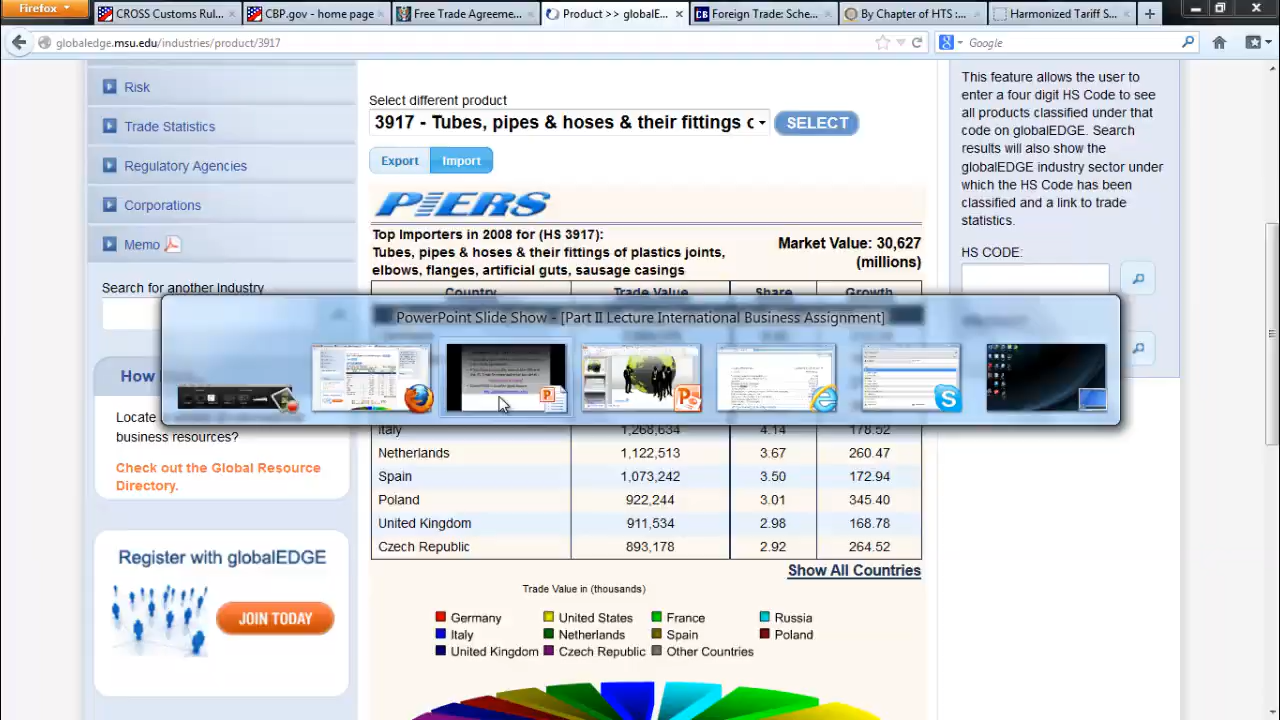 Firefox
CROSS Customs Rul...
CBP.gov - home page
Free Trade Agreeme...
Product >> globalE...
Foreign Trade: Sche...
By Chapter of HTS :...
Harmonized Tariff S...
globaledge.msu.edu/industries/product/3917
Google
Risk
Trade Statistics
Regulatory Agencies
Corporations
Memo
Search for another Industry
How
Locate
business resources?
Check out the Global Resource
Directory.
Register with globalEDGE
JOIN TODAY
Select different product
3917 - Tubes, pipes & hoses & their fittings c
SELECT
Export Import
PIERS
Top Importers in 2008 for (HS 3917):
Tubes, pipes & hoses & their fittings of plastics joints,
elbows, flanges, artificial guts, sausage casings
Market Value: 30,627
(millions)
Country Trade Value Share Growth
PowerPoint Slide Show - [Part II Lecture International Business Assignment]
Italy 1,268,634 4.14 178.52
Netherlands 1,122,513 3.67 260.47
Spain 1,073,242 3.50 172.94
Poland 922,244 3.01 345.40
United Kingdom 911,534 2.98 168.78
Czech Republic 893,178 2.92 264.52
Show All Countries
Trade Value in (thousands)
Germany United States France Russia
Italy Netherlands Spain Poland
United Kingdom Czech Republic Other Countries
This feature allows the user to
enter a four digit HS Code to see
all products classified under that
code on globalEDGE. Search
results will also show the
globalEDGE industry sector under
which the HS Code has been
classified and a link to trade
statistics.
HS CODE: